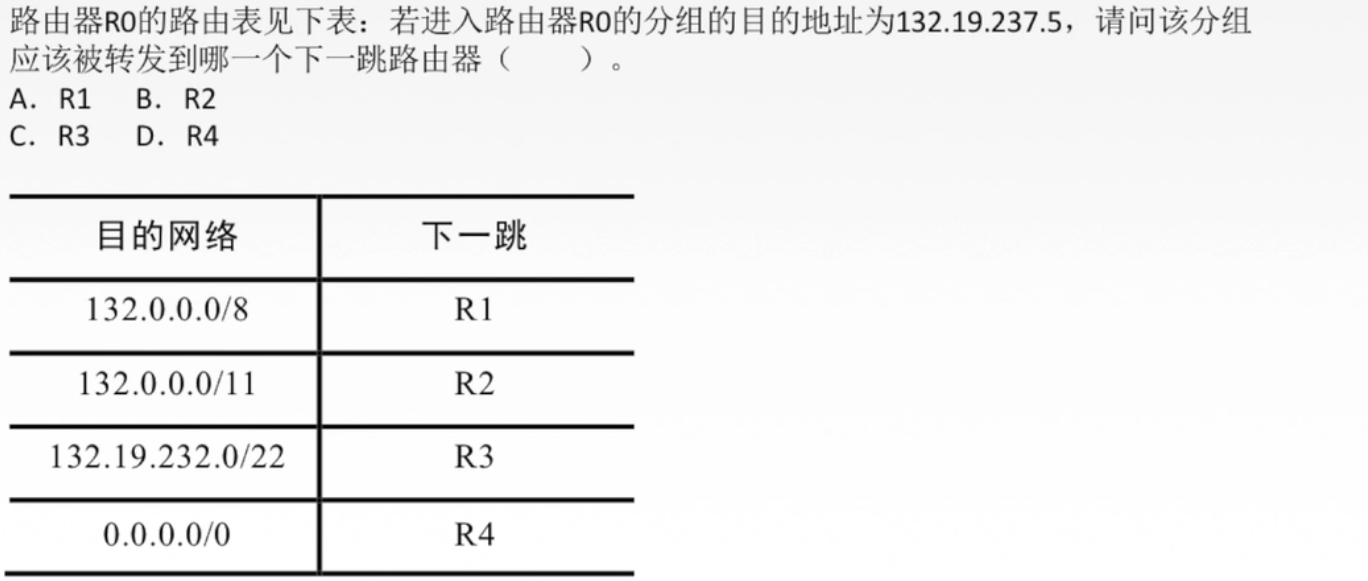 路由器R0的路由表见下表：若进入路由器R0的分组的目的地址为132.19.237.5，请问该分组
应该被转发到哪一个下一跳路由器（ ）。
A． R1 B． R2
C． R3 D． R4
目的网络 下一跳
132.0.0.0/8 R1
132.0.0.0/11 R2
132.19.232.0/22 R3
0.0.0.0/0 R4